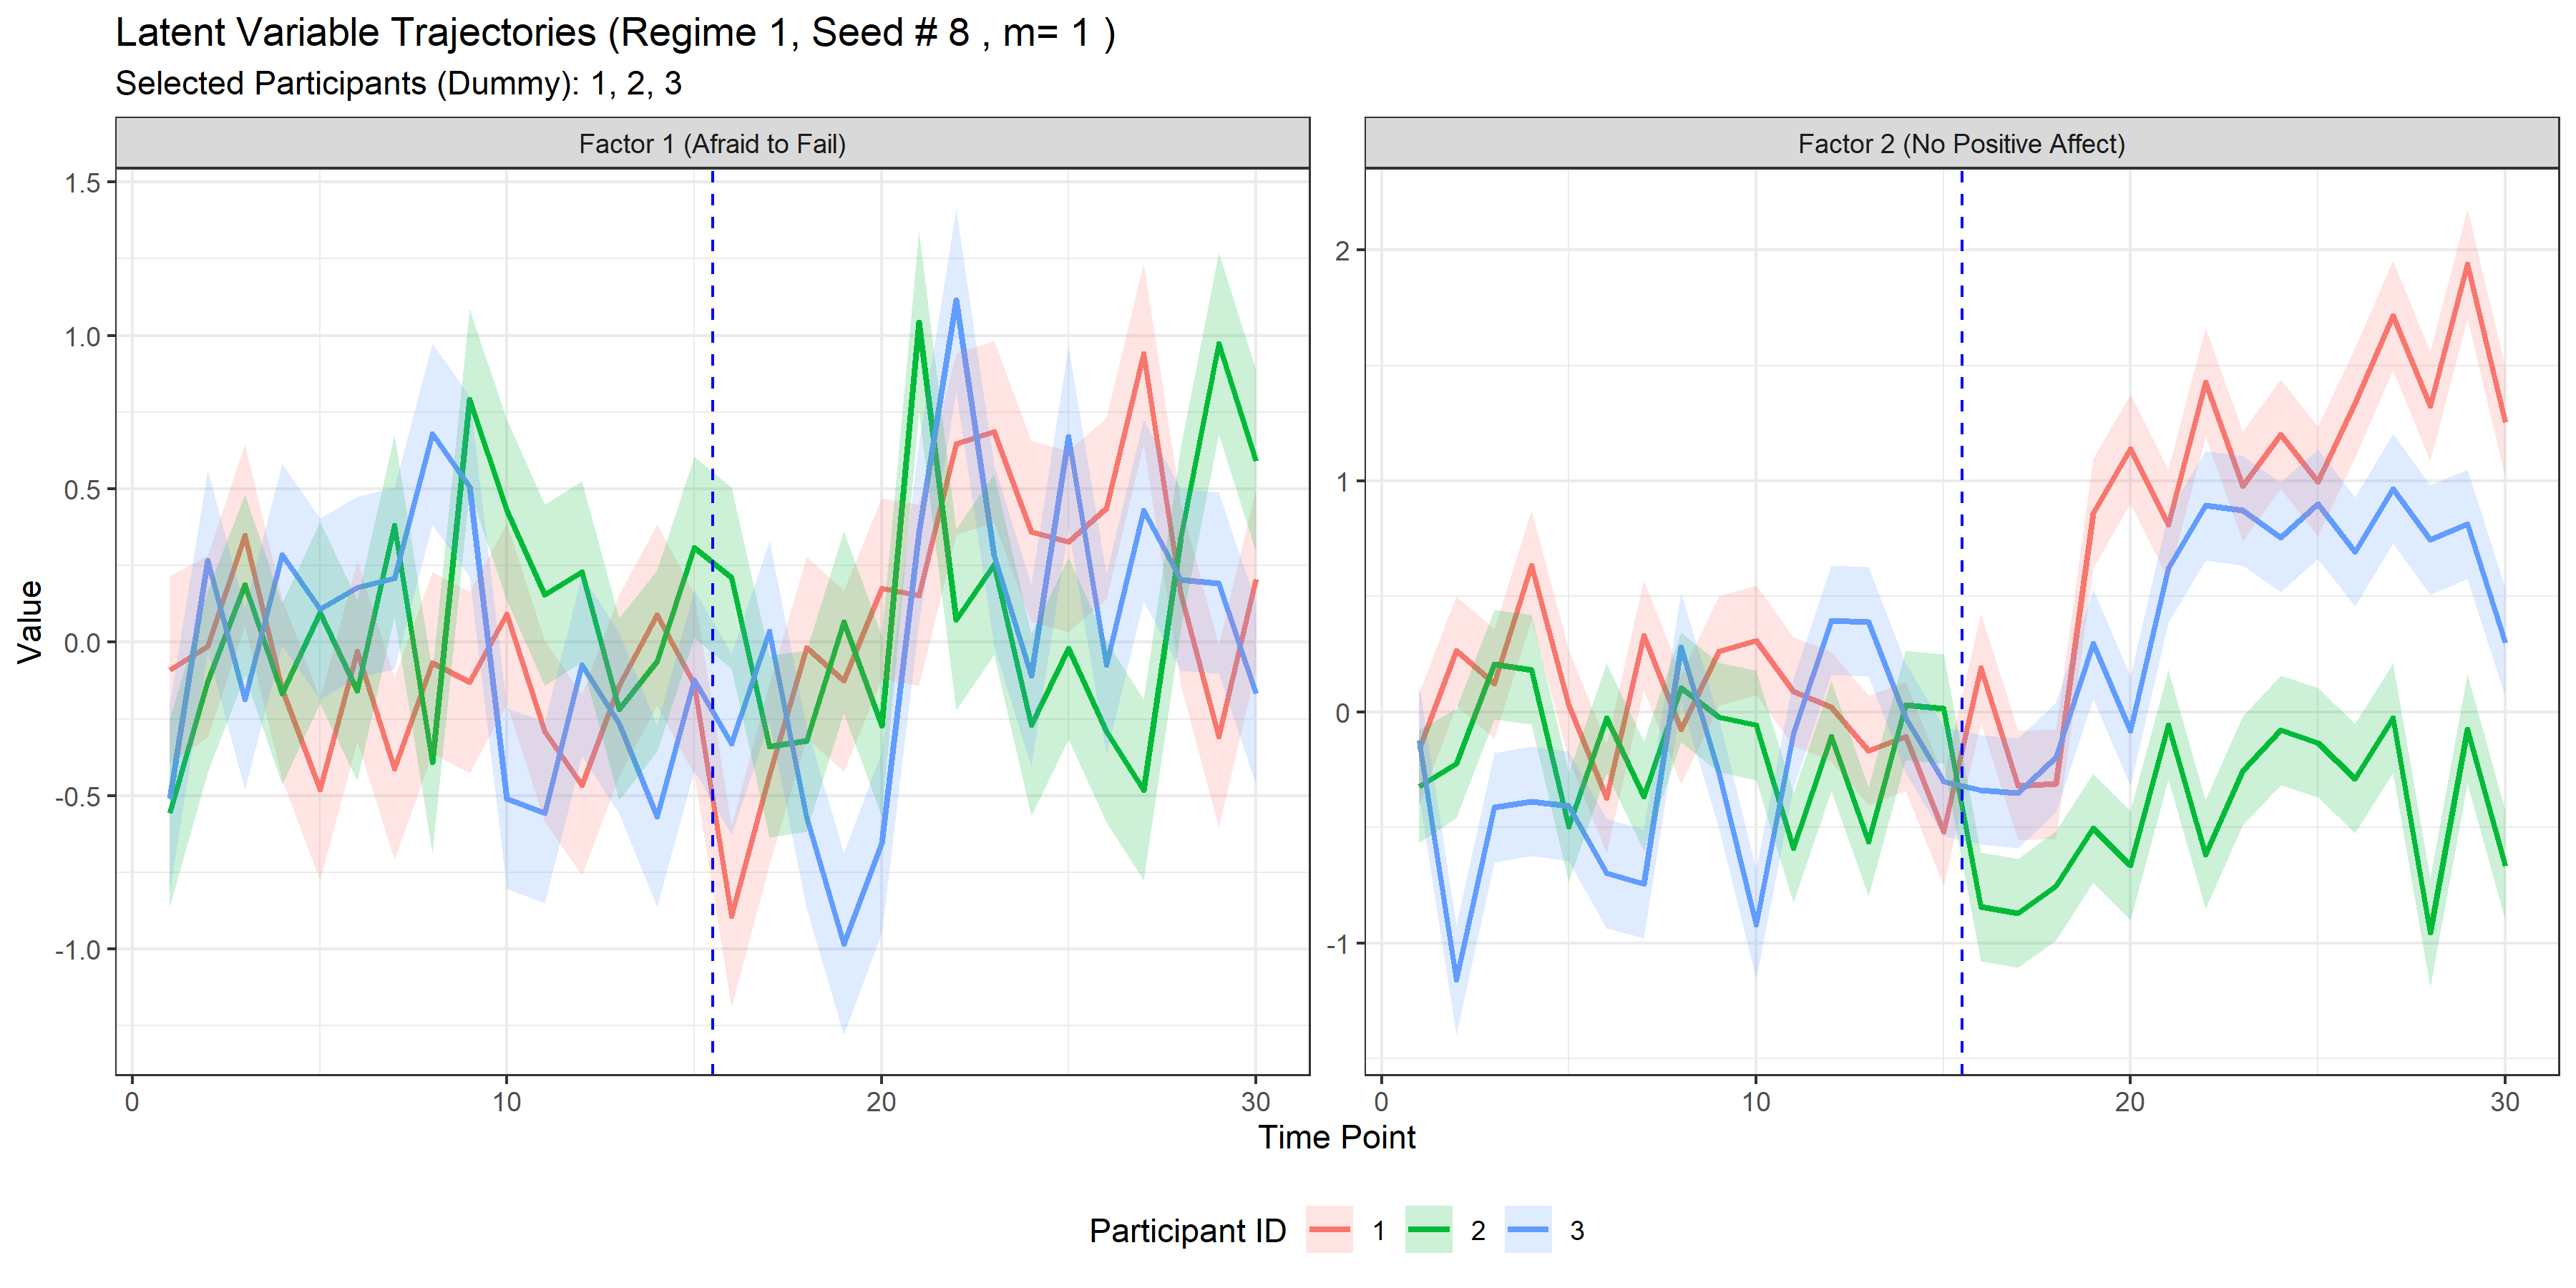 Latent Variable Trajectories (Regime 1, Seed # 8 , m= 1 )
Selected Participants (Dummy): 1, 2, 3
Factor 1 (Afraid to Fail)
Factor 2 (No Positive Affect)
Value
1.5
1.0
0.5
0.0
-0.5
-1.0
2
1
0
-1
0 10 20 30
0 10 20 30
Time Point
Participant ID 1 2 3